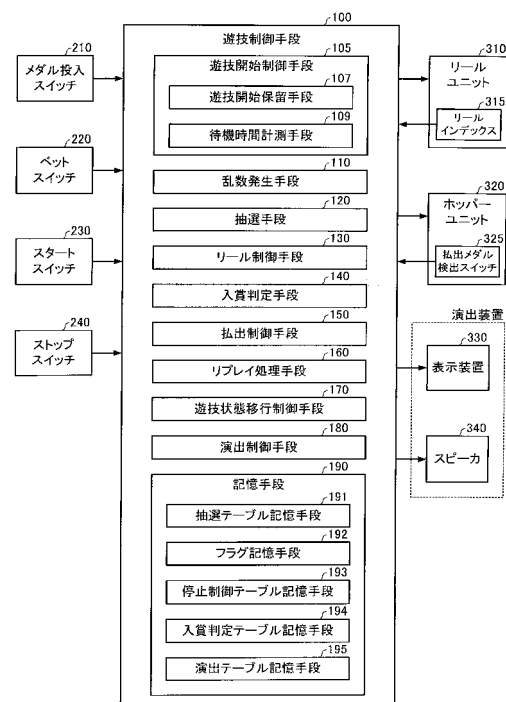 100
遊技制御手段
105
遊技開始制御手段
107
遊技開始保留手段
109
待機時間計測手段
110
乱数発生手段
120
抽選手段
130
リール制御手段
140
入賞判定手段
150
払出制御手段
160
リプレイ処理手段
170
遊技状態移行制御手段
180
演出制御手段
190
記憶手段
191
抽選テーブル記憶手段
192
フラグ記憶手段
193
停止制御テーブル記憶手段
194
入賞判定テーブル記憶手段
195
演出テーブル記憶手段
210
メダル投入
スイッチ
220
ベット
スイッチ
230
スタート
スイッチ
240
ストップ
スイッチ
310
リール
ユニット
315
リール
インデックス
320
ホッパー
ユニット
325
払出メダル
検出スイッチ
演出装置
330
表示装置
340
スピーカ